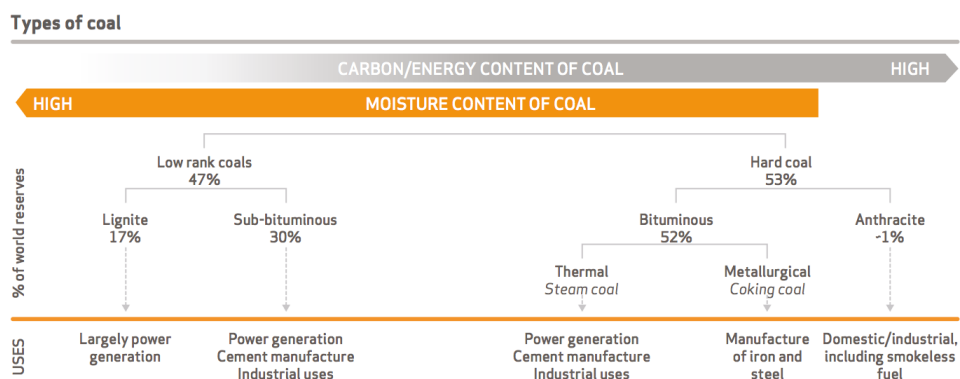 Types of coal
CARBON/ENERGY CONTENT OF COAL HIGH
HIGH MOISTURE CONTENT OF COAL
% of world reserves
Low rank coals
47%
Hard coal
53%
Lignite
17%
Sub-bituminous
30%
Bituminous
52%
Anthracite
~1%
Thermal
Steam coal
Metallurgical
Coking coal
USES
Largely power
generation
Power generation
Cement manufacture
Industrial uses
Power generation
Cement manufacture
Industrial uses
Manufacture
of iron and
steel
Domestic/industrial,
including smokeless
fuel